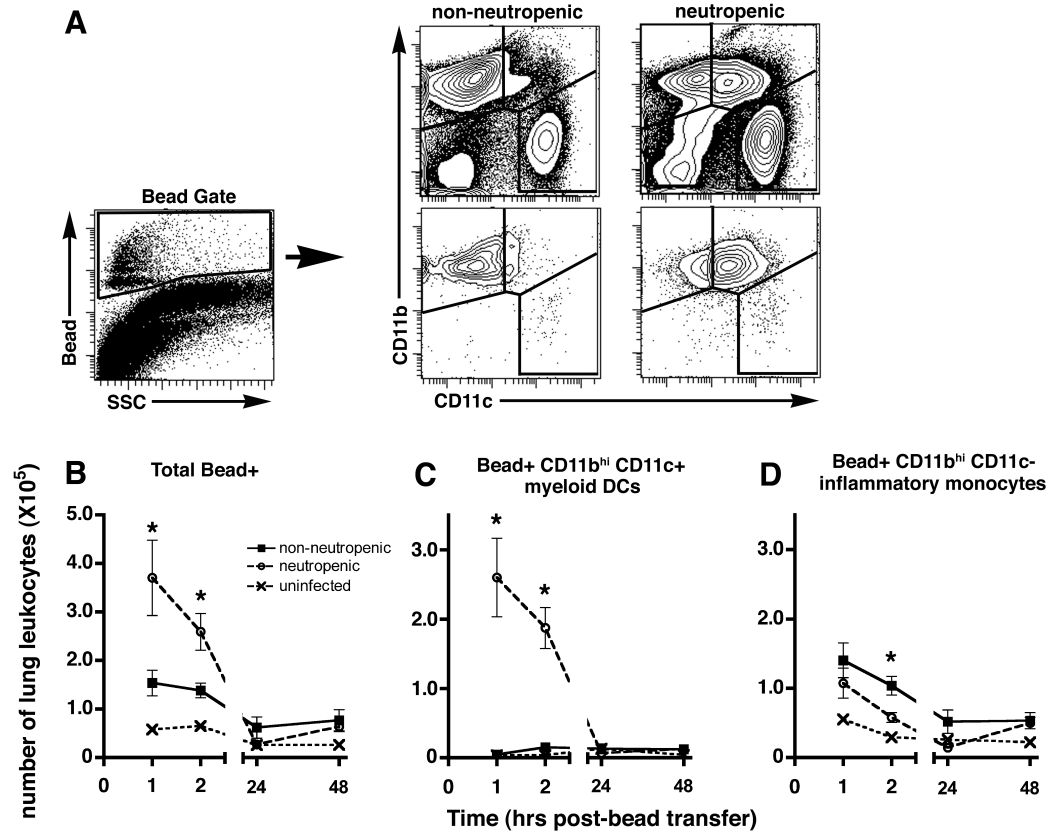 A
non-neutropenic
neutropenic
Bead Gate
Bead
SSC
CD11b
CD11c
B
Total Bead+
C
Bead+ CD11bʰⁱ CD11c+
myeloid DCs
D
Bead+ CD11bʰⁱ CD11c-
inflammatory monocytes
number of lung leukocytes (X10⁵)
5.0
4.0
3.0
2.0
1.0
0
*
*
non-neutropenic
neutropenic
uninfected
0 1 2 24 48
3.0
2.0
1.0
0
*
*
0 1 2 24 48
3.0
2.0
1.0
0
*
0 1 2 24 48
Time (hrs post-bead transfer)